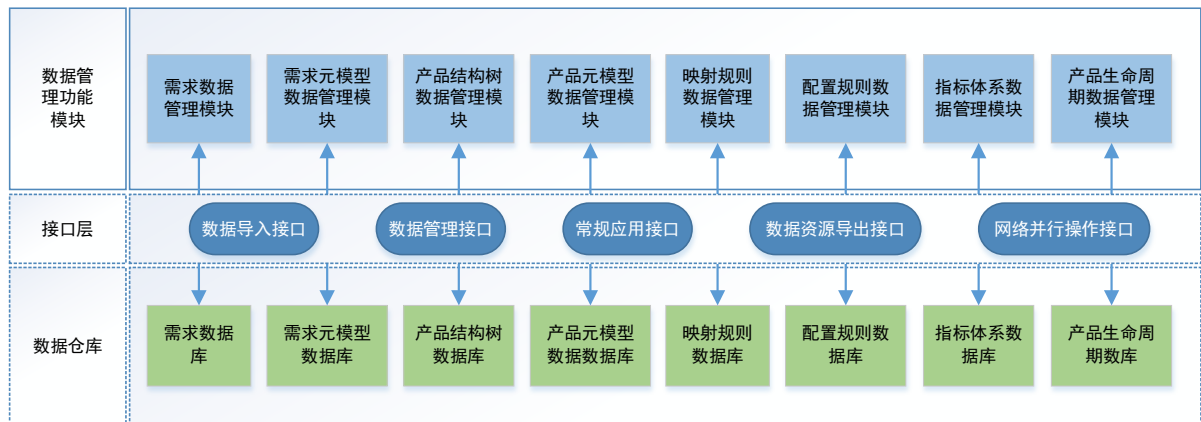 数据管
理功能
模块
需求数据
管理模块
需求元模型
数据管理模
块
产品结构树
数据管理模
块
产品元模型
数据管理模
块
映射规则
数据管理
模块
配置规则数
据管理模块
指标体系数
据管理模块
产品生命周
期数据管理
模块
接口层
数据导入接口
数据管理接口
常规应用接口
数据资源导出接口
网络并行操作接口
数据仓库
需求数据
库
需求元模型
数据库
产品结构树
数据库
产品元模型
数据数据库
映射规则
数据库
配置规则数
据库
指标体系数
据库
产品生命周
期数库